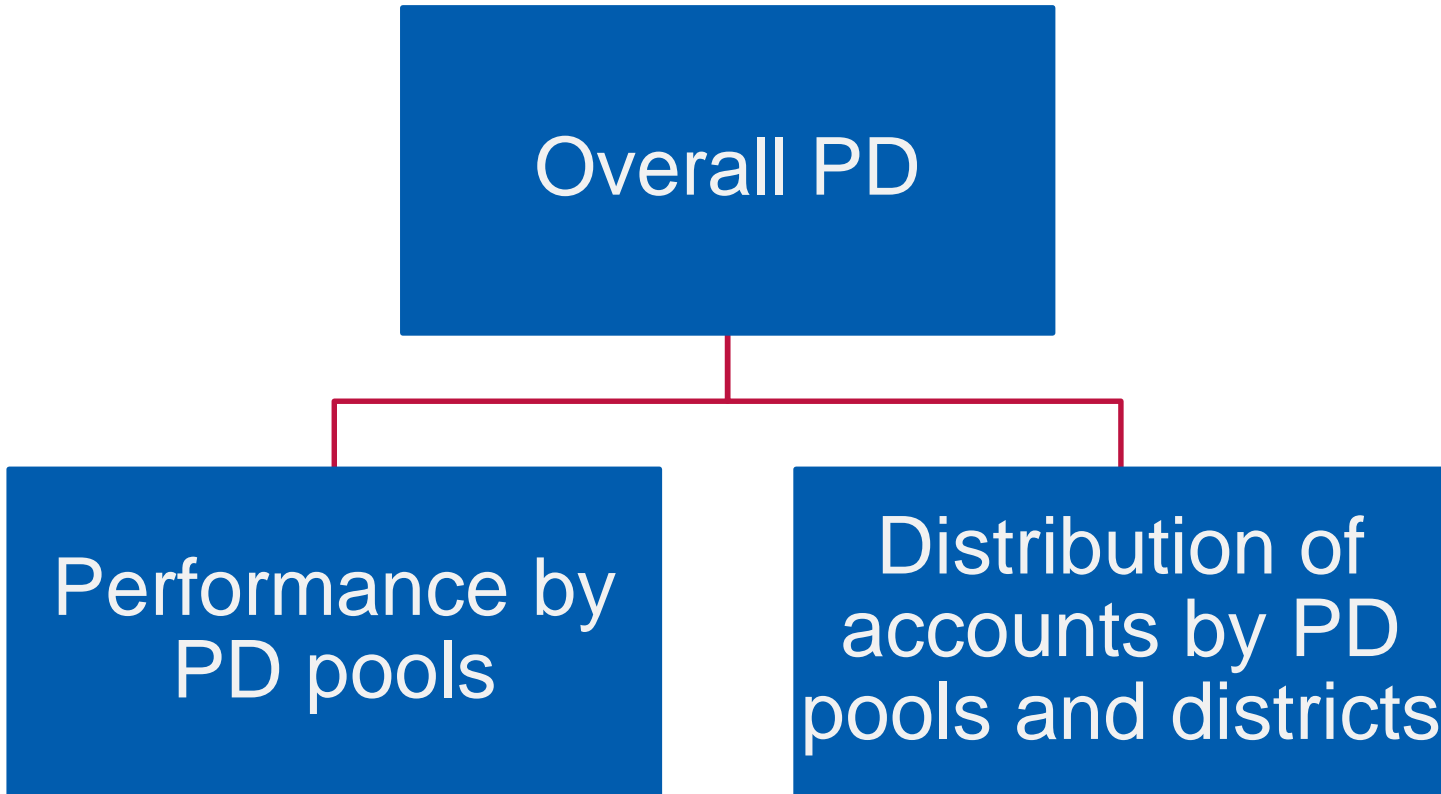 Overall PD
Performance by
PD pools
Distribution of
accounts by PD
pools and districts